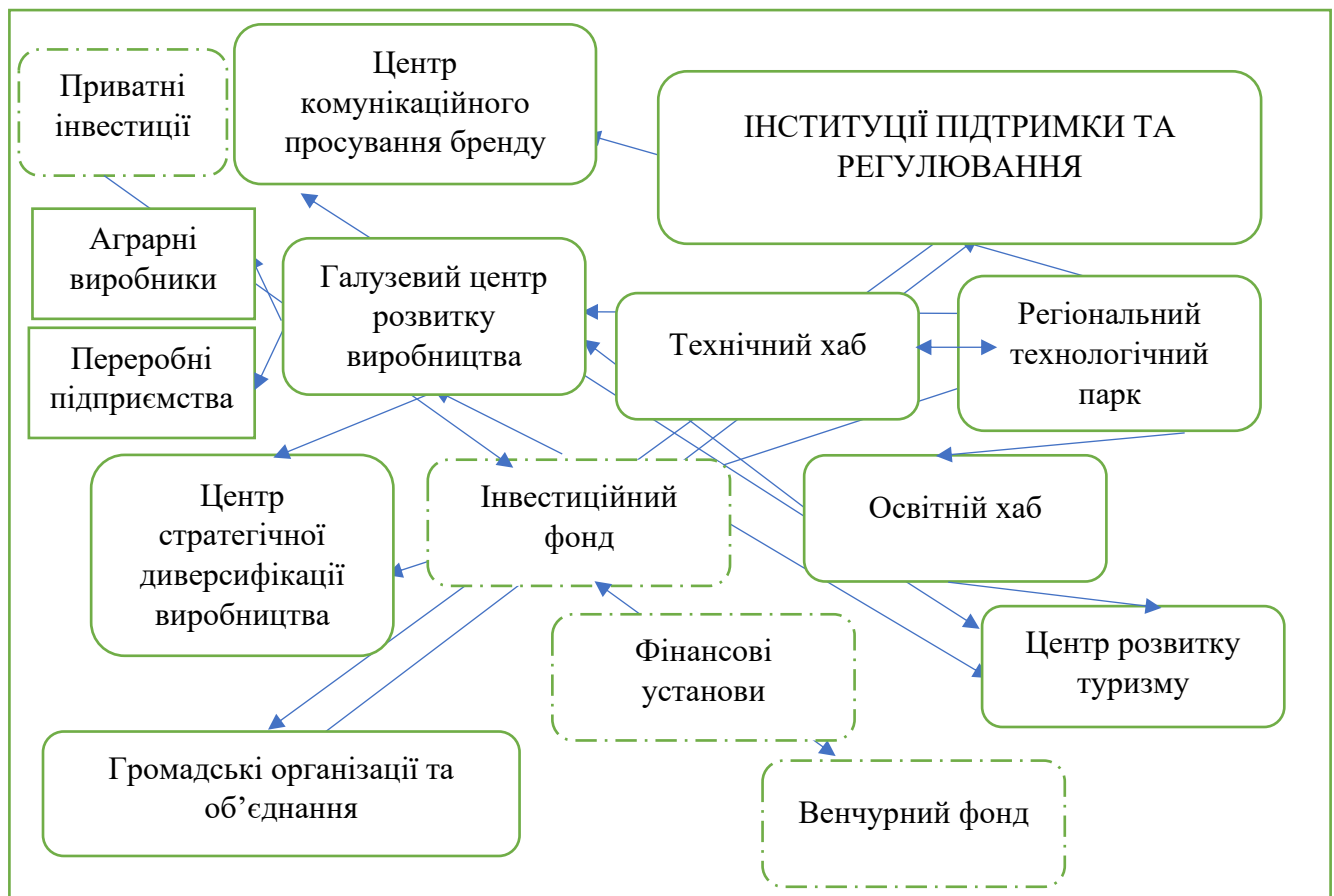 Приватні
інвестиції
Центр
комунікаційного
просування бренду
ІНСТИТУЦІЇ ПІДТРИМКИ ТА
РЕГУЛЮВАННЯ
Аграрні
виробники
Переробні
підприємства
Галузевий центр
розвитку
виробництва
Технічний хаб
Регіональний
технологічний
парк
Центр
стратегічної
диверсифікації
виробництва
Інвестиційний
фонд
Освітній хаб
Фінансові
установи
Центр розвитку
туризму
Громадські організації та
об’єднання
Венчурний фонд